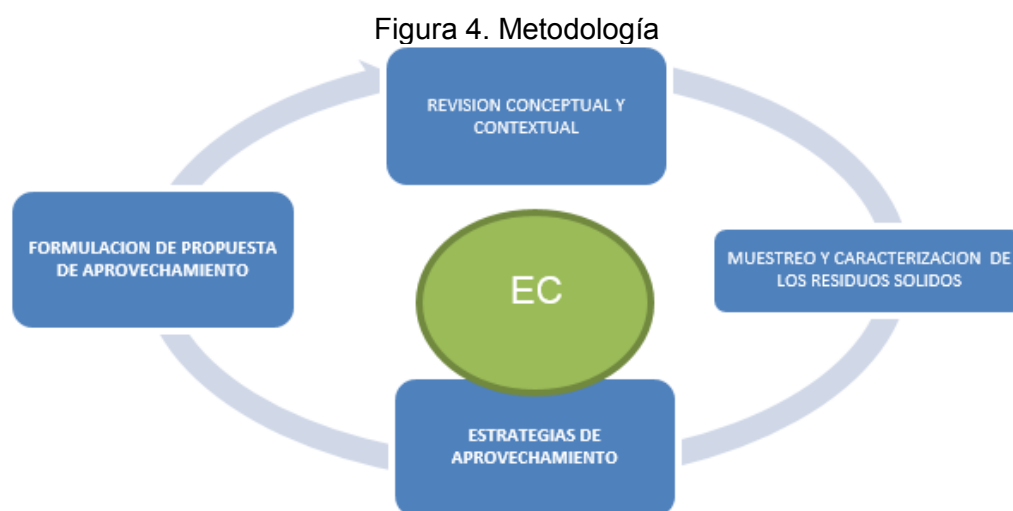 Figura 4. Metodología
REVISION CONCEPTUAL Y
CONTEXTUAL
FORMULACION DE PROPUESTA
DE APROVECHAMIENTO
MUESTREO Y CARACTERIZACION DE
LOS RESIDUOS SOLIDOS
EC
ESTRATEGIAS DE
APROVECHAMIENTO